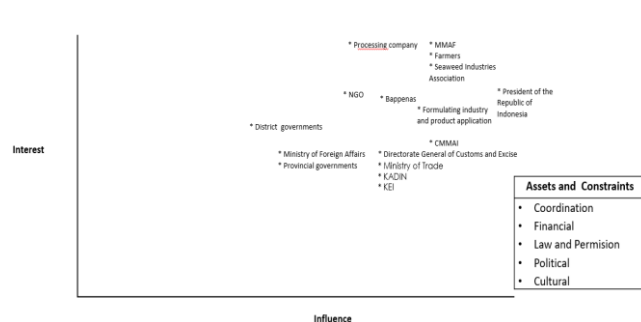 * Processing company
* MMAF
* Farmers
* Seaweed Industries
Association
* NGO
* Bappenas
* President of the
Republic of
Indonesia
* Formulating industry
and product application
* District governments
* CMMAI
Interest
* Ministry of Foreign Affairs
* Directorate General of Customs and Excise
* Provincial governments
* Ministry of Trade
* KADIN
* KEI
Assets and Constraints
• Coordination
• Financial
• Law and Permision
• Political
• Cultural
Influence